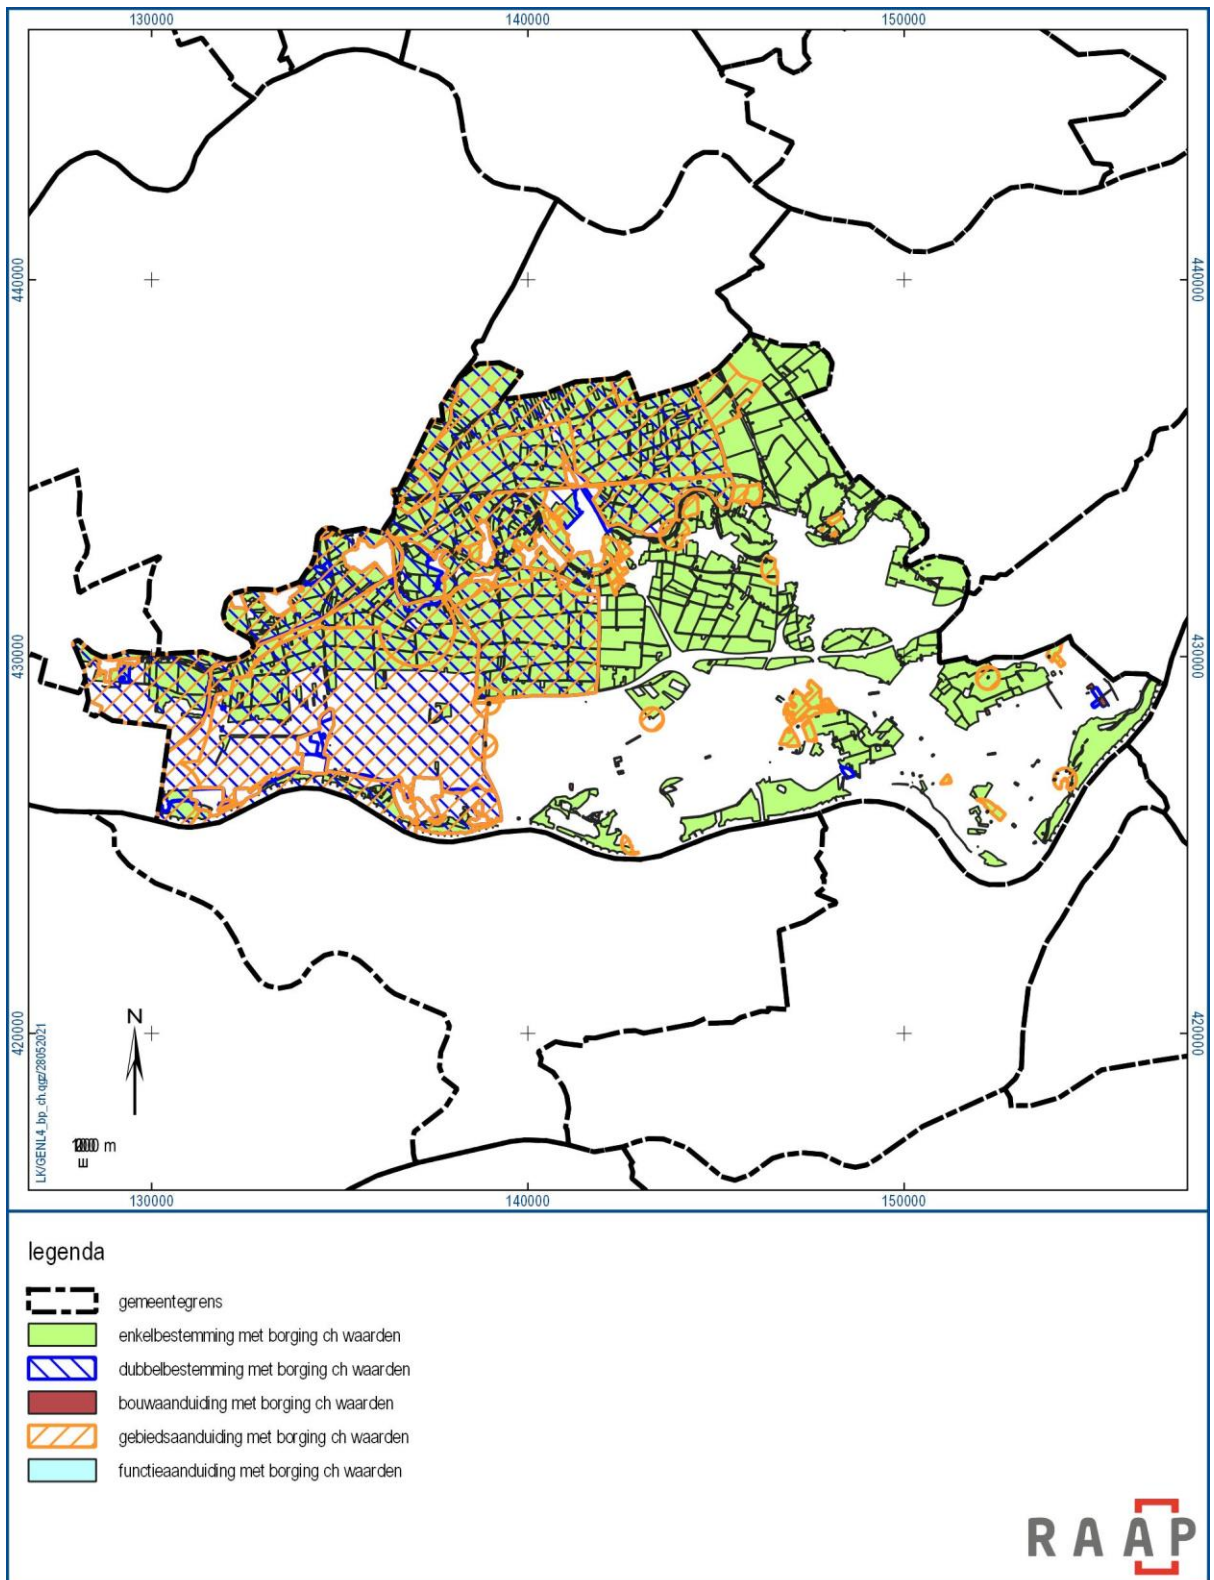 130000 140000 150000
440000 440000
430000 430000
420000 420000
N
m
LK/GENL4_bp_ch.qgz/28052021
130000 140000 150000
legenda
gemeentegrens
enkelbestemming met borging ch waarden
dubbelbestemming met borging ch waarden
bouwaanduiding met borging ch waarden
gebiedsaanduiding met borging ch waarden
functieaanduiding met borging ch waarden
RAAP